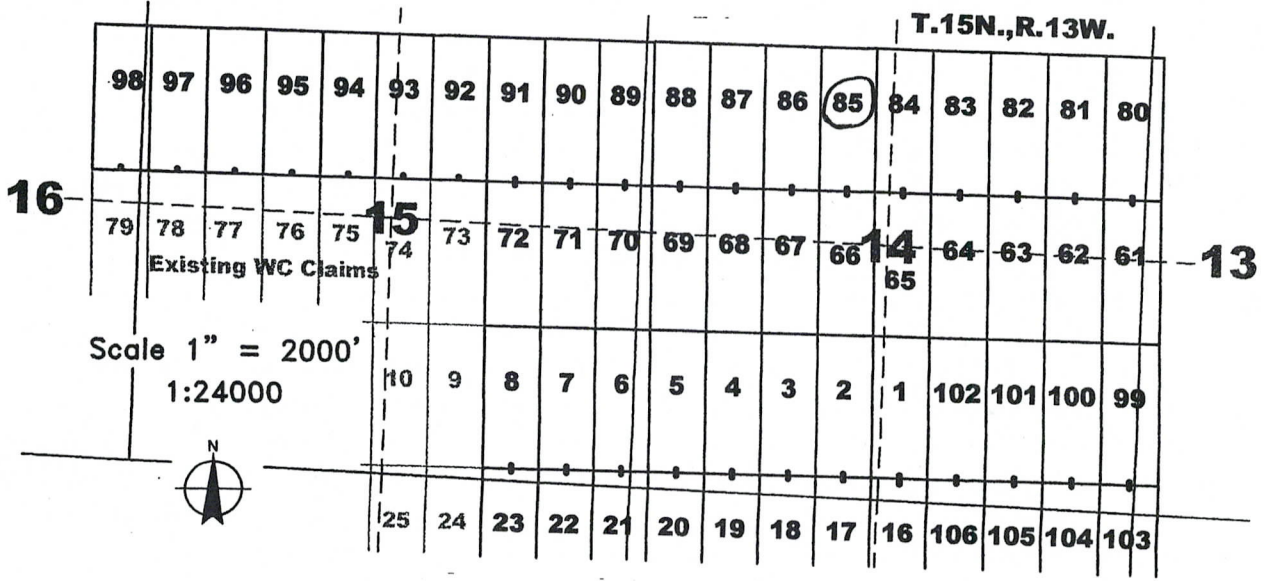 T.15N.,R.13W.
98 97 96 95 94 93 92 91 90 89 88 87 86 85 84 83 82 81 80
16 15 14 13
79 78 77 76 75 74 73 72 71 70 69 68 67 66 65 64 63 62 61
Existing WC Claims
Scale 1" = 2000'
1:24000
10 9 8 7 6 5 4 3 2 1 102 101 100 99
N
25 24 23 22 21 20 19 18 17 16 106 105 104 103